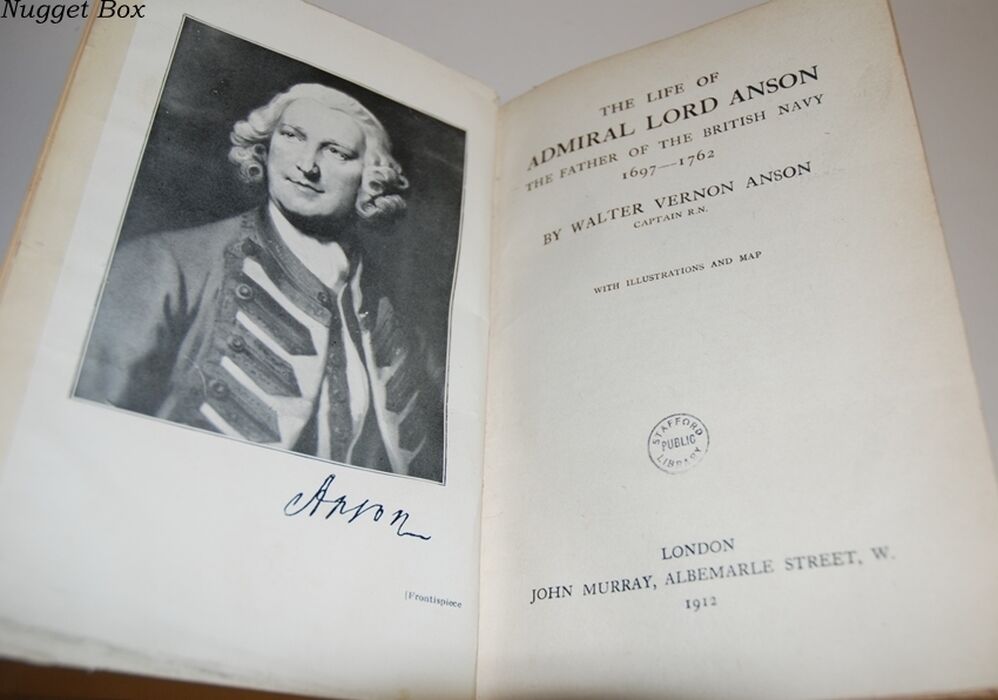 Nugget Box
Anson
[Frontispiece
THE LIFE OF
ADMIRAL LORD ANSON
THE FATHER OF THE BRITISH NAVY
1697—1762
BY WALTER VERNON ANSON
CAPTAIN R.N.
WITH ILLUSTRATIONS AND MAP
STAFFORD
PUBLIC
LIBRARY
LONDON
JOHN MURRAY, ALBEMARLE STREET, W.
1912